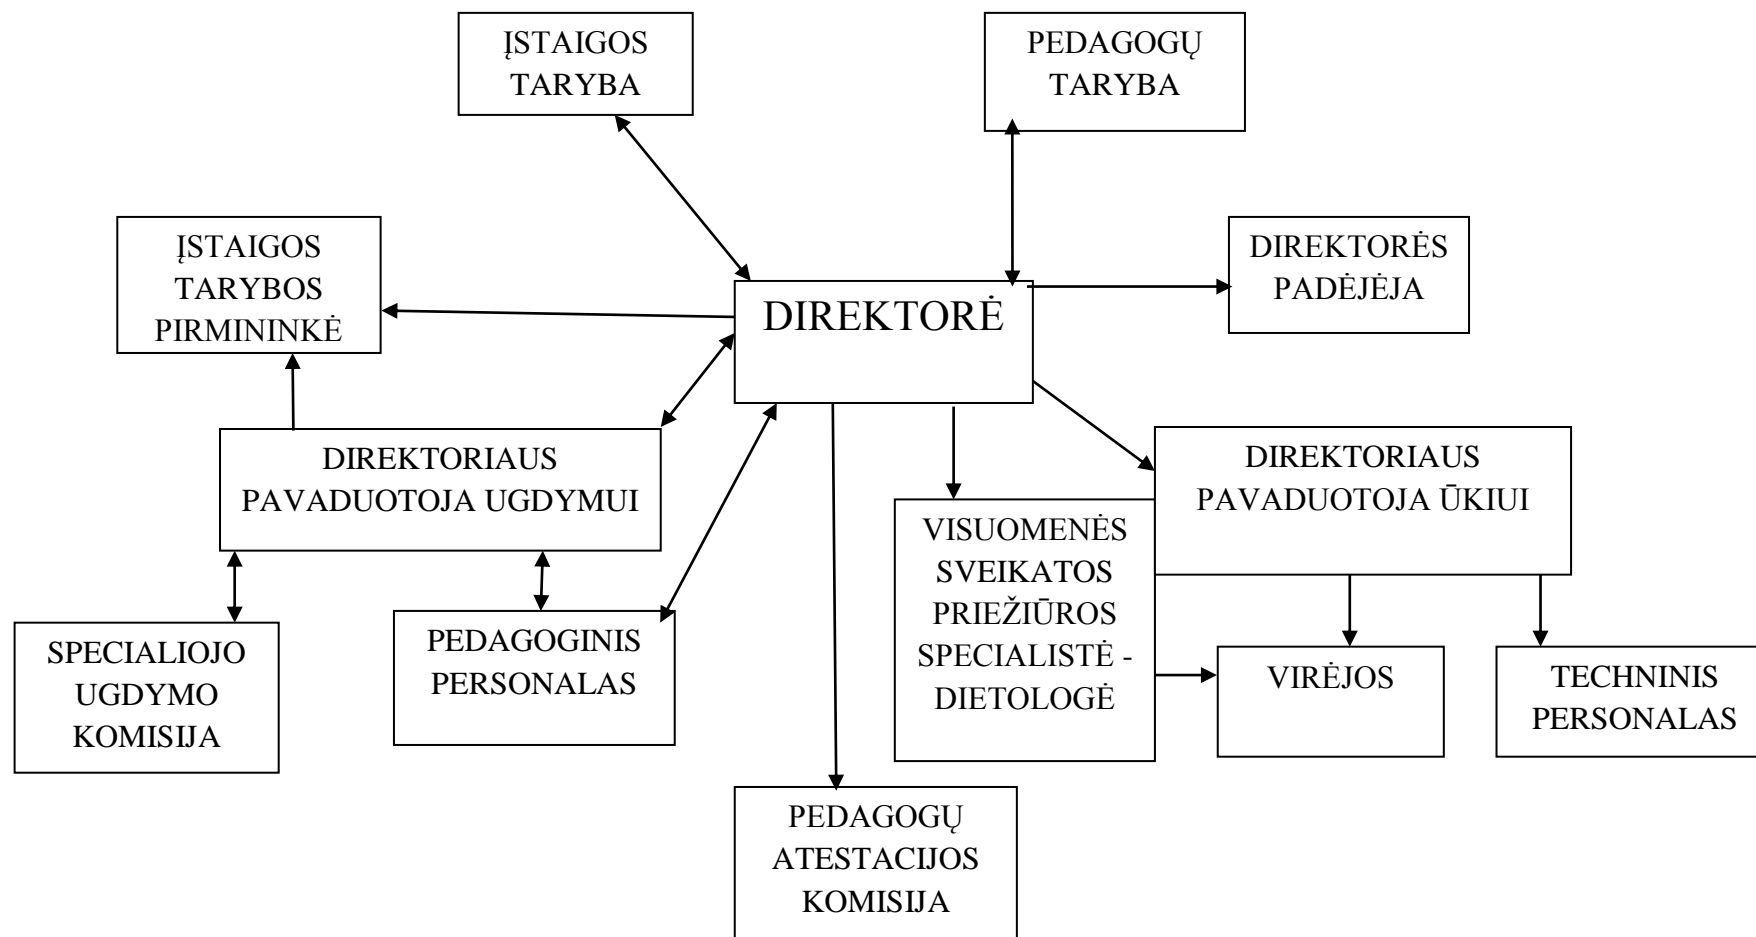 ĮSTAIGOS
TARYBA
PEDAGOGŲ
TARYBA
ĮSTAIGOS
TARYBOS
PIRMININKĖ
DIREKTORĖ
DIREKTORĖS
PADĖJĖJA
DIREKTORIAUS
PAVADUOTOJA UGDYMUI
DIREKTORIAUS
PAVADUOTOJA ŪKIUI
VISUOMENĖS
SVEIKATOS
PRIEŽIŪROS
SPECIALISTĖ -
DIETOLOGĖ
SPECIALIOJO
UGDYMO
KOMISIJA
PEDAGOGINIS
PERSONALAS
VIRĖJOS
TECHNINIS
PERSONALAS
PEDAGOGŲ
ATESTACIJOS
KOMISIJA